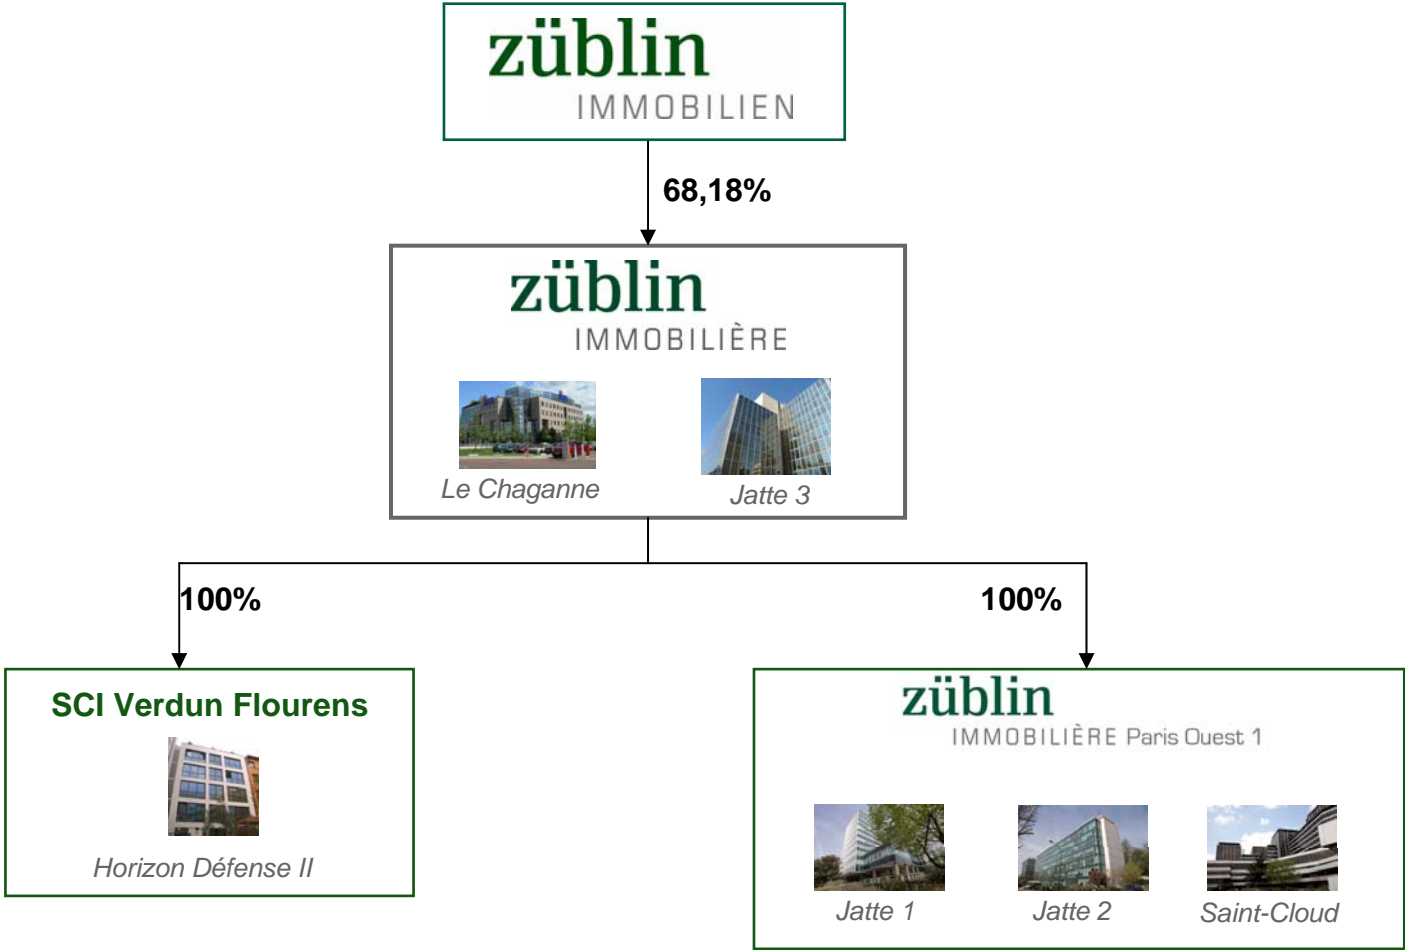 züblin
IMMOBILIEN
68,18%
züblin
IMMOBILIÈRE
Le Chaganne
Jatte 3
100%
100%
SCI Verdun Flourens
Horizon Défense II
züblin
IMMOBILIÈRE Paris Ouest 1
Jatte 1
Jatte 2
Saint-Cloud